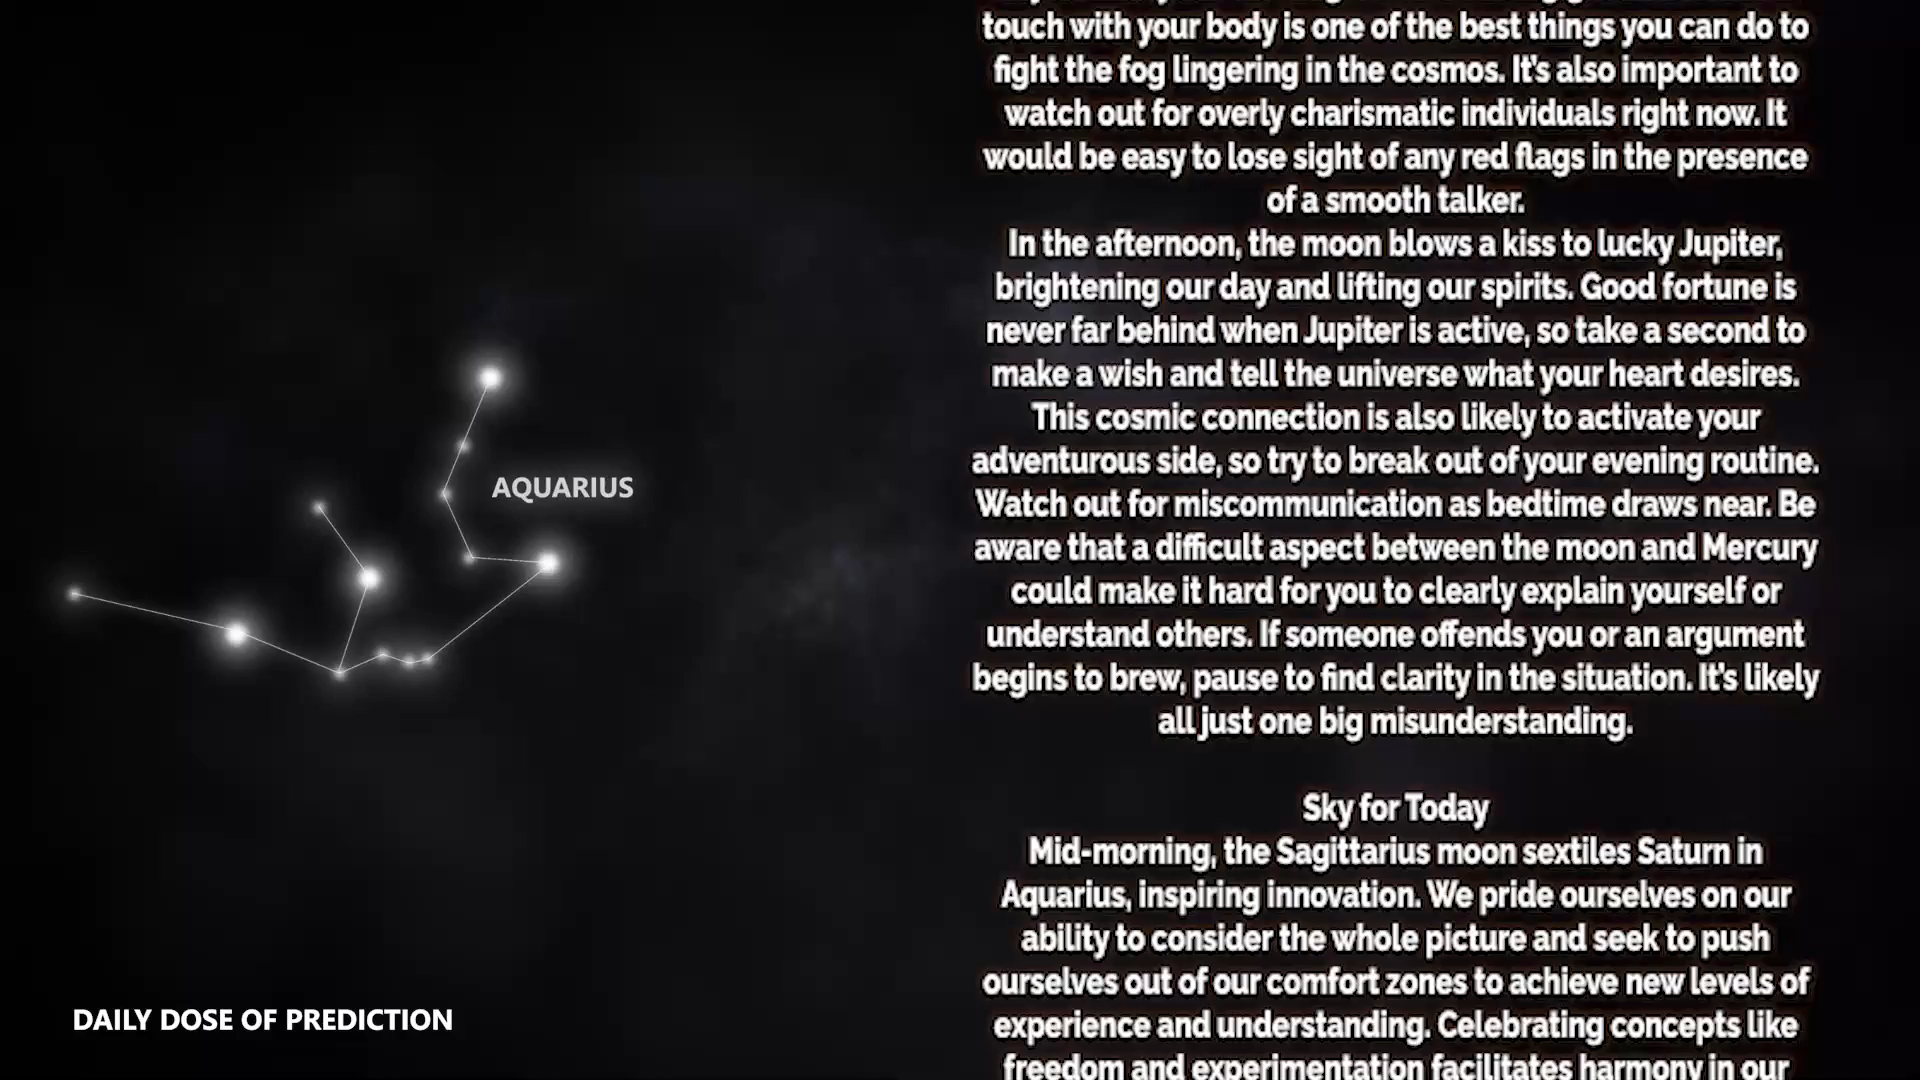 touch with your body is one of the best things you can do to
fight the fog lingering in the cosmos. It's also important to
watch out for overly charismatic individuals right now. It
would be easy to lose sight of any red flags in the presence
of a smooth talker.
In the afternoon, the moon blows a kiss to lucky Jupiter,
brightening our day and lifting our spirits. Good fortune is
never far behind when Jupiter is active, so take a second to
make a wish and tell the universe what your heart desires.
This cosmic connection is also likely to activate your
adventurous side, so try to break out of your evening routine.
Watch out for miscommunication as bedtime draws near. Be
aware that a difficult aspect between the moon and Mercury
could make it hard for you to clearly explain yourself or
understand others. If someone offends you or an argument
begins to brew, pause to find clarity in the situation. It's likely
all just one big misunderstanding.
Sky for Today
Mid-morning, the Sagittarius moon sextiles Saturn in
Aquarius, inspiring innovation. We pride ourselves on our
ability to consider the whole picture and seek to push
ourselves out of our comfort zones to achieve new levels of
experience and understanding. Celebrating concepts like
freedom and experimentation facilitates harmony in our
AQUARIUS
DAILY DOSE OF PREDICTION